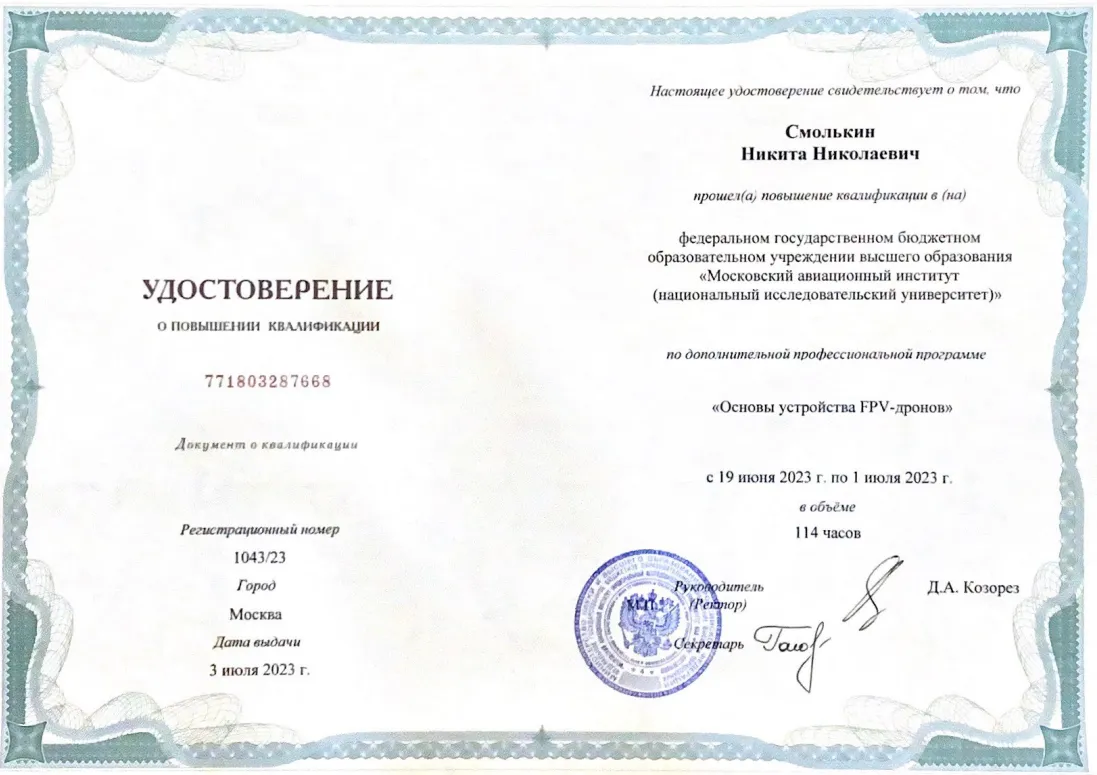 УДОСТОВЕРЕНИЕ
О ПОВЫШЕНИИ КВАЛИФИКАЦИИ
771803287668
Документ о квалификации
Регистрационный номер
1043/23
Город
Москва
Дата выдачи
3 июля 2023 г.
Настоящее удостоверение свидетельствует о том, что
Смолькин
Никита Николаевич
прошел(а) повышение квалификации в (на)
федеральном государственном бюджетном
образовательном учреждении высшего образования
«Московский авиационный институт
(национальный исследовательский университет)»
по дополнительной профессиональной программе
«Основы устройства FPV-дронов»
с 19 июня 2023 г. по 1 июля 2023 г.
в объёме
114 часов
Руководитель
М.П. (Ректор)
Д.А. Козорез
Секретарь